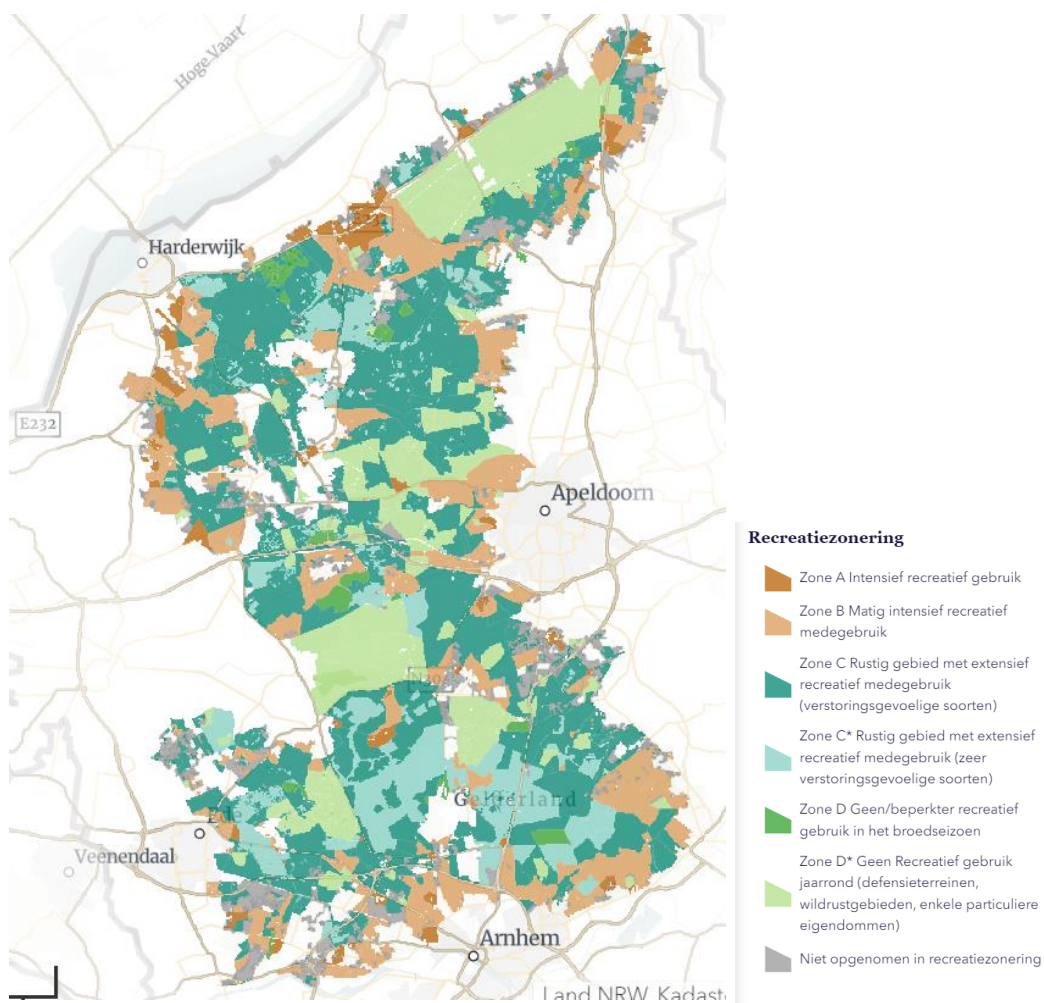 Hoge Vaart
Harderwijk
E232
Apeldoorn
Gelderland
Ede
Veenendaal
Arnhem
Land NRW, Kadast
Recreatiezonering
Zone A Intensief recreatief gebruik
Zone B Matig intensief recreatief
medegebruik
Zone C Rustig gebied met extensief
recreatief medegebruik
(verstoringsgevoelige soorten)
Zone C* Rustig gebied met extensief
recreatief medegebruik (zeer
verstoringsgevoelige soorten)
Zone D Geen/beperkter recreatief
gebruik in het broedseizoen
Zone D* Geen Recreatief gebruik
jaarrond (defensieterreinen,
wildrustgebieden, enkele particuliere
eigendommen)
Niet opgenomen in recreatiezonering